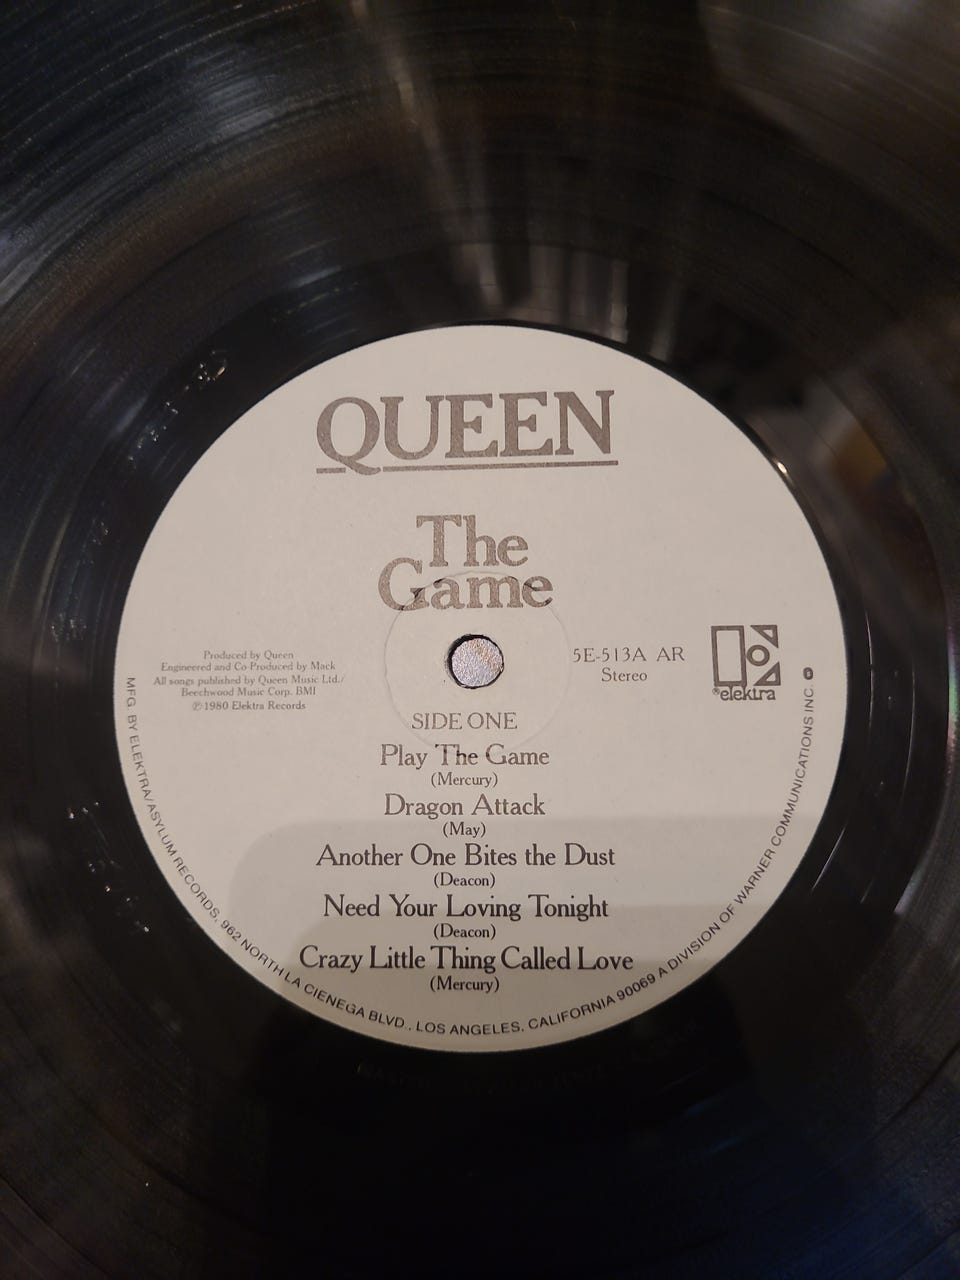 QUEEN
The
Game
Produced by Queen
Engineered and Co-Produced by Mack
All songs published by Queen Music Ltd./
Beechwood Music Corp. BMI
℗ 1980 Elektra Records
5E-513A AR
Stereo
®elektra
SIDE ONE
Play The Game
(Mercury)
Dragon Attack
(May)
Another One Bites the Dust
(Deacon)
Need Your Loving Tonight
(Deacon)
Crazy Little Thing Called Love
(Mercury)
MFG. BY ELEKTRA/ASYLUM RECORDS, 962 NORTH LA CIENEGA BLVD., LOS ANGELES, CALIFORNIA 90069 A DIVISION OF WARNER COMMUNICATIONS INC.